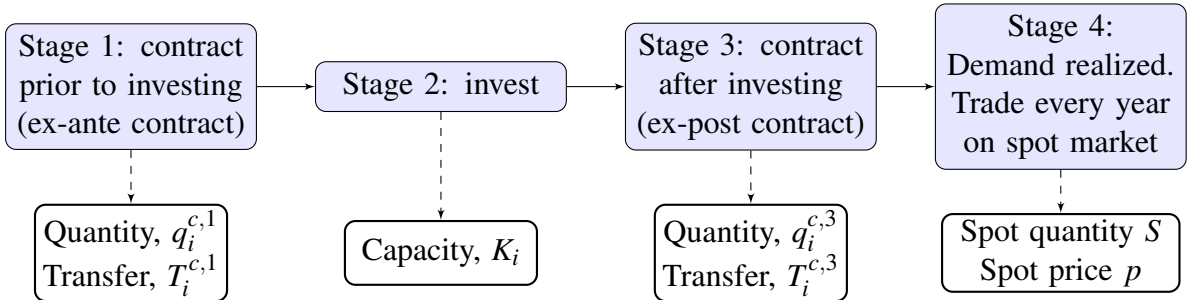 Stage 1: contract
prior to investing
(ex-ante contract)
Stage 2: invest
Stage 3: contract
after investing
(ex-post contract)
Stage 4:
Demand realized.
Trade every year
on spot market
Quantity, $q_i^{c,1}$
Transfer, $T_i^{c,1}$
Capacity, $K_i$
Quantity, $q_i^{c,3}$
Transfer, $T_i^{c,3}$
Spot quantity $S$
Spot price $p$